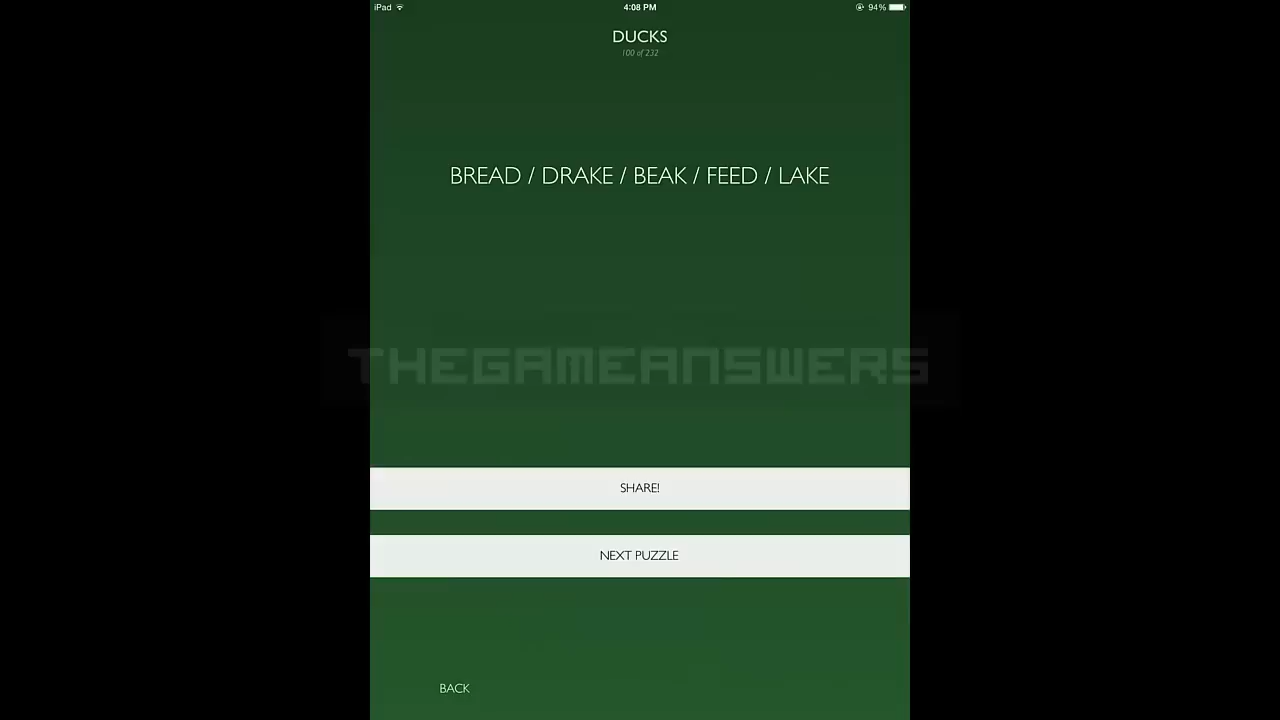 iPad 4:08 PM 94%
DUCKS
100 of 232
BREAD / DRAKE / BEAK / FEED / LAKE
THEGAMEANSWERS
SHARE!
NEXT PUZZLE
BACK